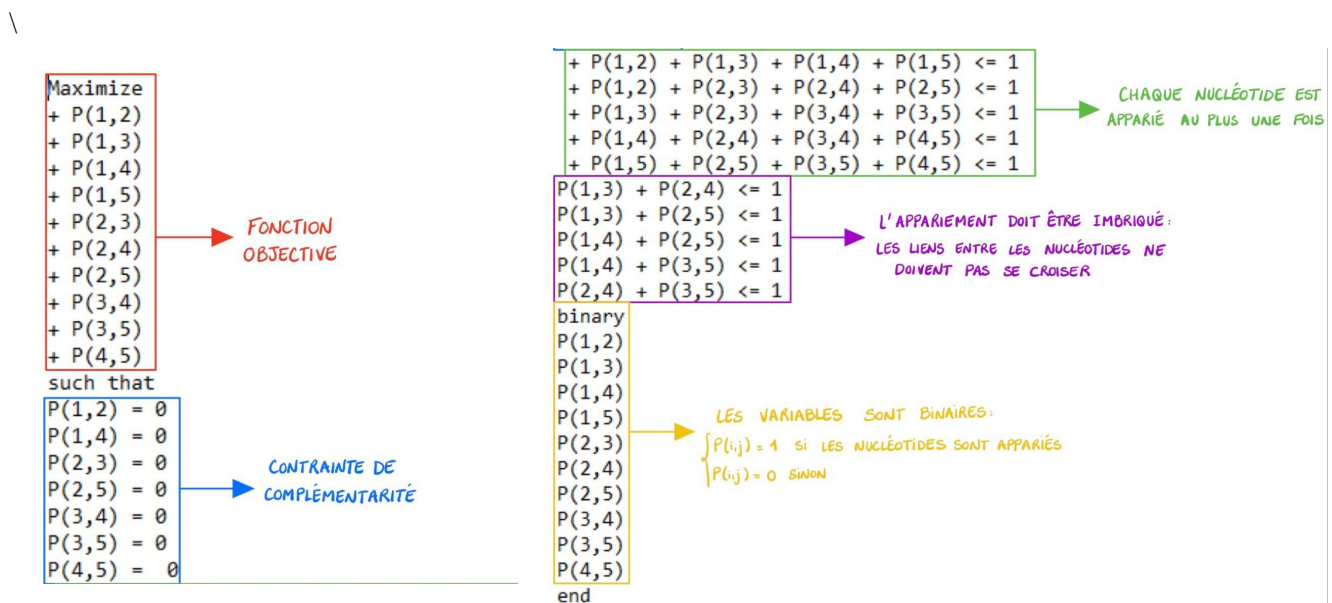 \
Maximize
+ P(1,2)
+ P(1,3)
+ P(1,4)
+ P(1,5)
+ P(2,3)
+ P(2,4)
+ P(2,5)
+ P(3,4)
+ P(3,5)
+ P(4,5)
FONCTION
OBJECTIVE
such that
P(1,2) = 0
P(1,4) = 0
P(2,3) = 0
P(2,5) = 0
P(3,4) = 0
P(3,5) = 0
P(4,5) = 0
CONTRAINTE DE
COMPLÉMENTARITÉ
+ P(1,2) + P(1,3) + P(1,4) + P(1,5) <= 1
+ P(1,2) + P(2,3) + P(2,4) + P(2,5) <= 1
+ P(1,3) + P(2,3) + P(3,4) + P(3,5) <= 1
+ P(1,4) + P(2,4) + P(3,4) + P(4,5) <= 1
+ P(1,5) + P(2,5) + P(3,5) + P(4,5) <= 1
CHAQUE NUCLÉOTIDE EST
APPARIÉ AU PLUS UNE FOIS
P(1,3) + P(2,4) <= 1
P(1,3) + P(2,5) <= 1
P(1,4) + P(2,5) <= 1
P(1,4) + P(3,5) <= 1
P(2,4) + P(3,5) <= 1
L'APPARIEMENT DOIT ÊTRE IMBRIQUÉ:
LES LIENS ENTRE LES NUCLÉOTIDES NE
DOIVENT PAS SE CROISER
binary
P(1,2)
P(1,3)
P(1,4)
P(1,5)
P(2,3)
P(2,4)
P(2,5)
P(3,4)
P(3,5)
P(4,5)
end
LES VARIABLES SONT BINAIRES:
P(i,j) = 1 SI LES NUCLÉOTIDES SONT APPARIÉS
P(i,j) = 0 SINON